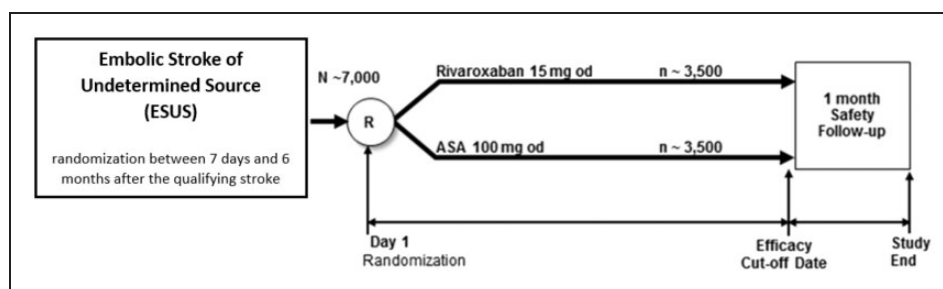 Embolic Stroke of
Undetermined Source
(ESUS)
randomization between 7 days and 6
months after the qualifying stroke
N ~7,000
R
Rivaroxaban 15 mg od n ~ 3,500
ASA 100 mg od n ~ 3,500
1 month
Safety
Follow-up
Day 1
Randomization
Efficacy
Cut-off Date
Study
End